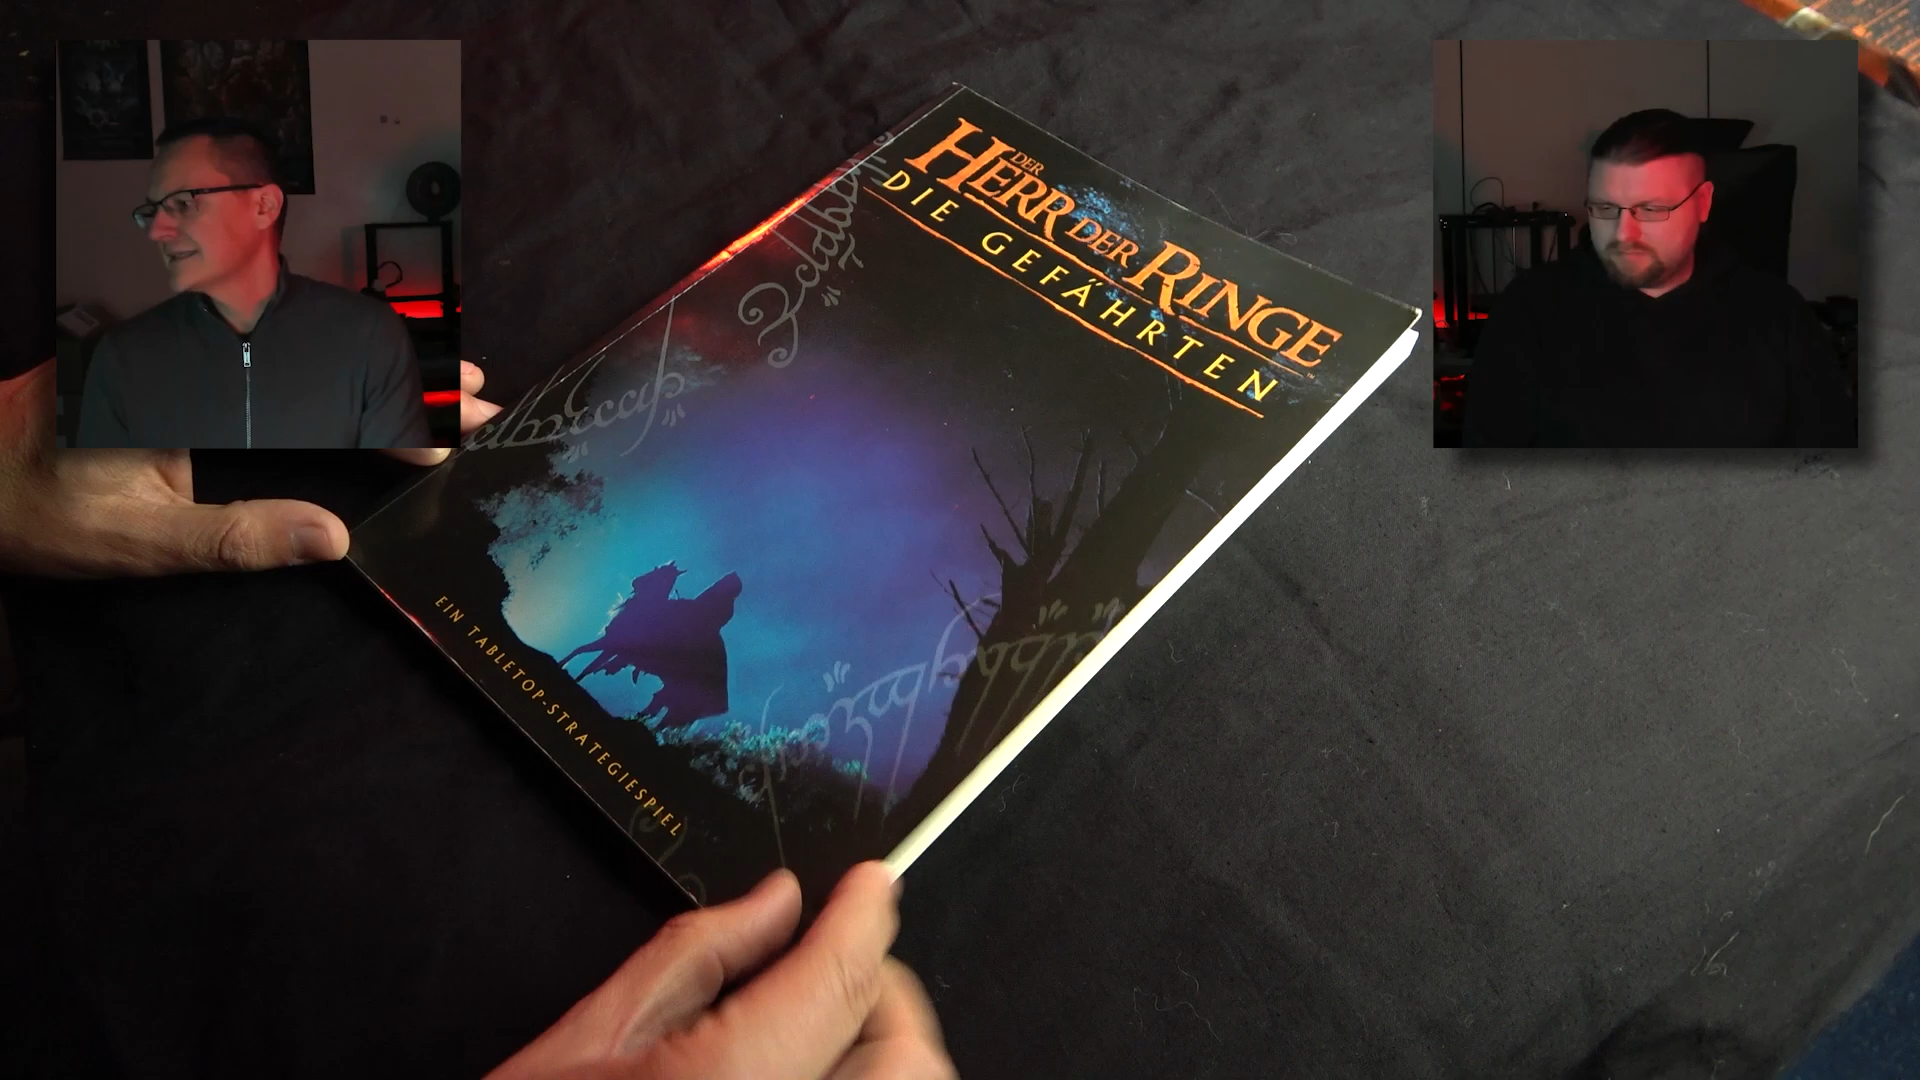 DER
HERR DER RINGE
DIE GEFÄHRTEN
EIN TABLETOP-STRATEGIESPIEL